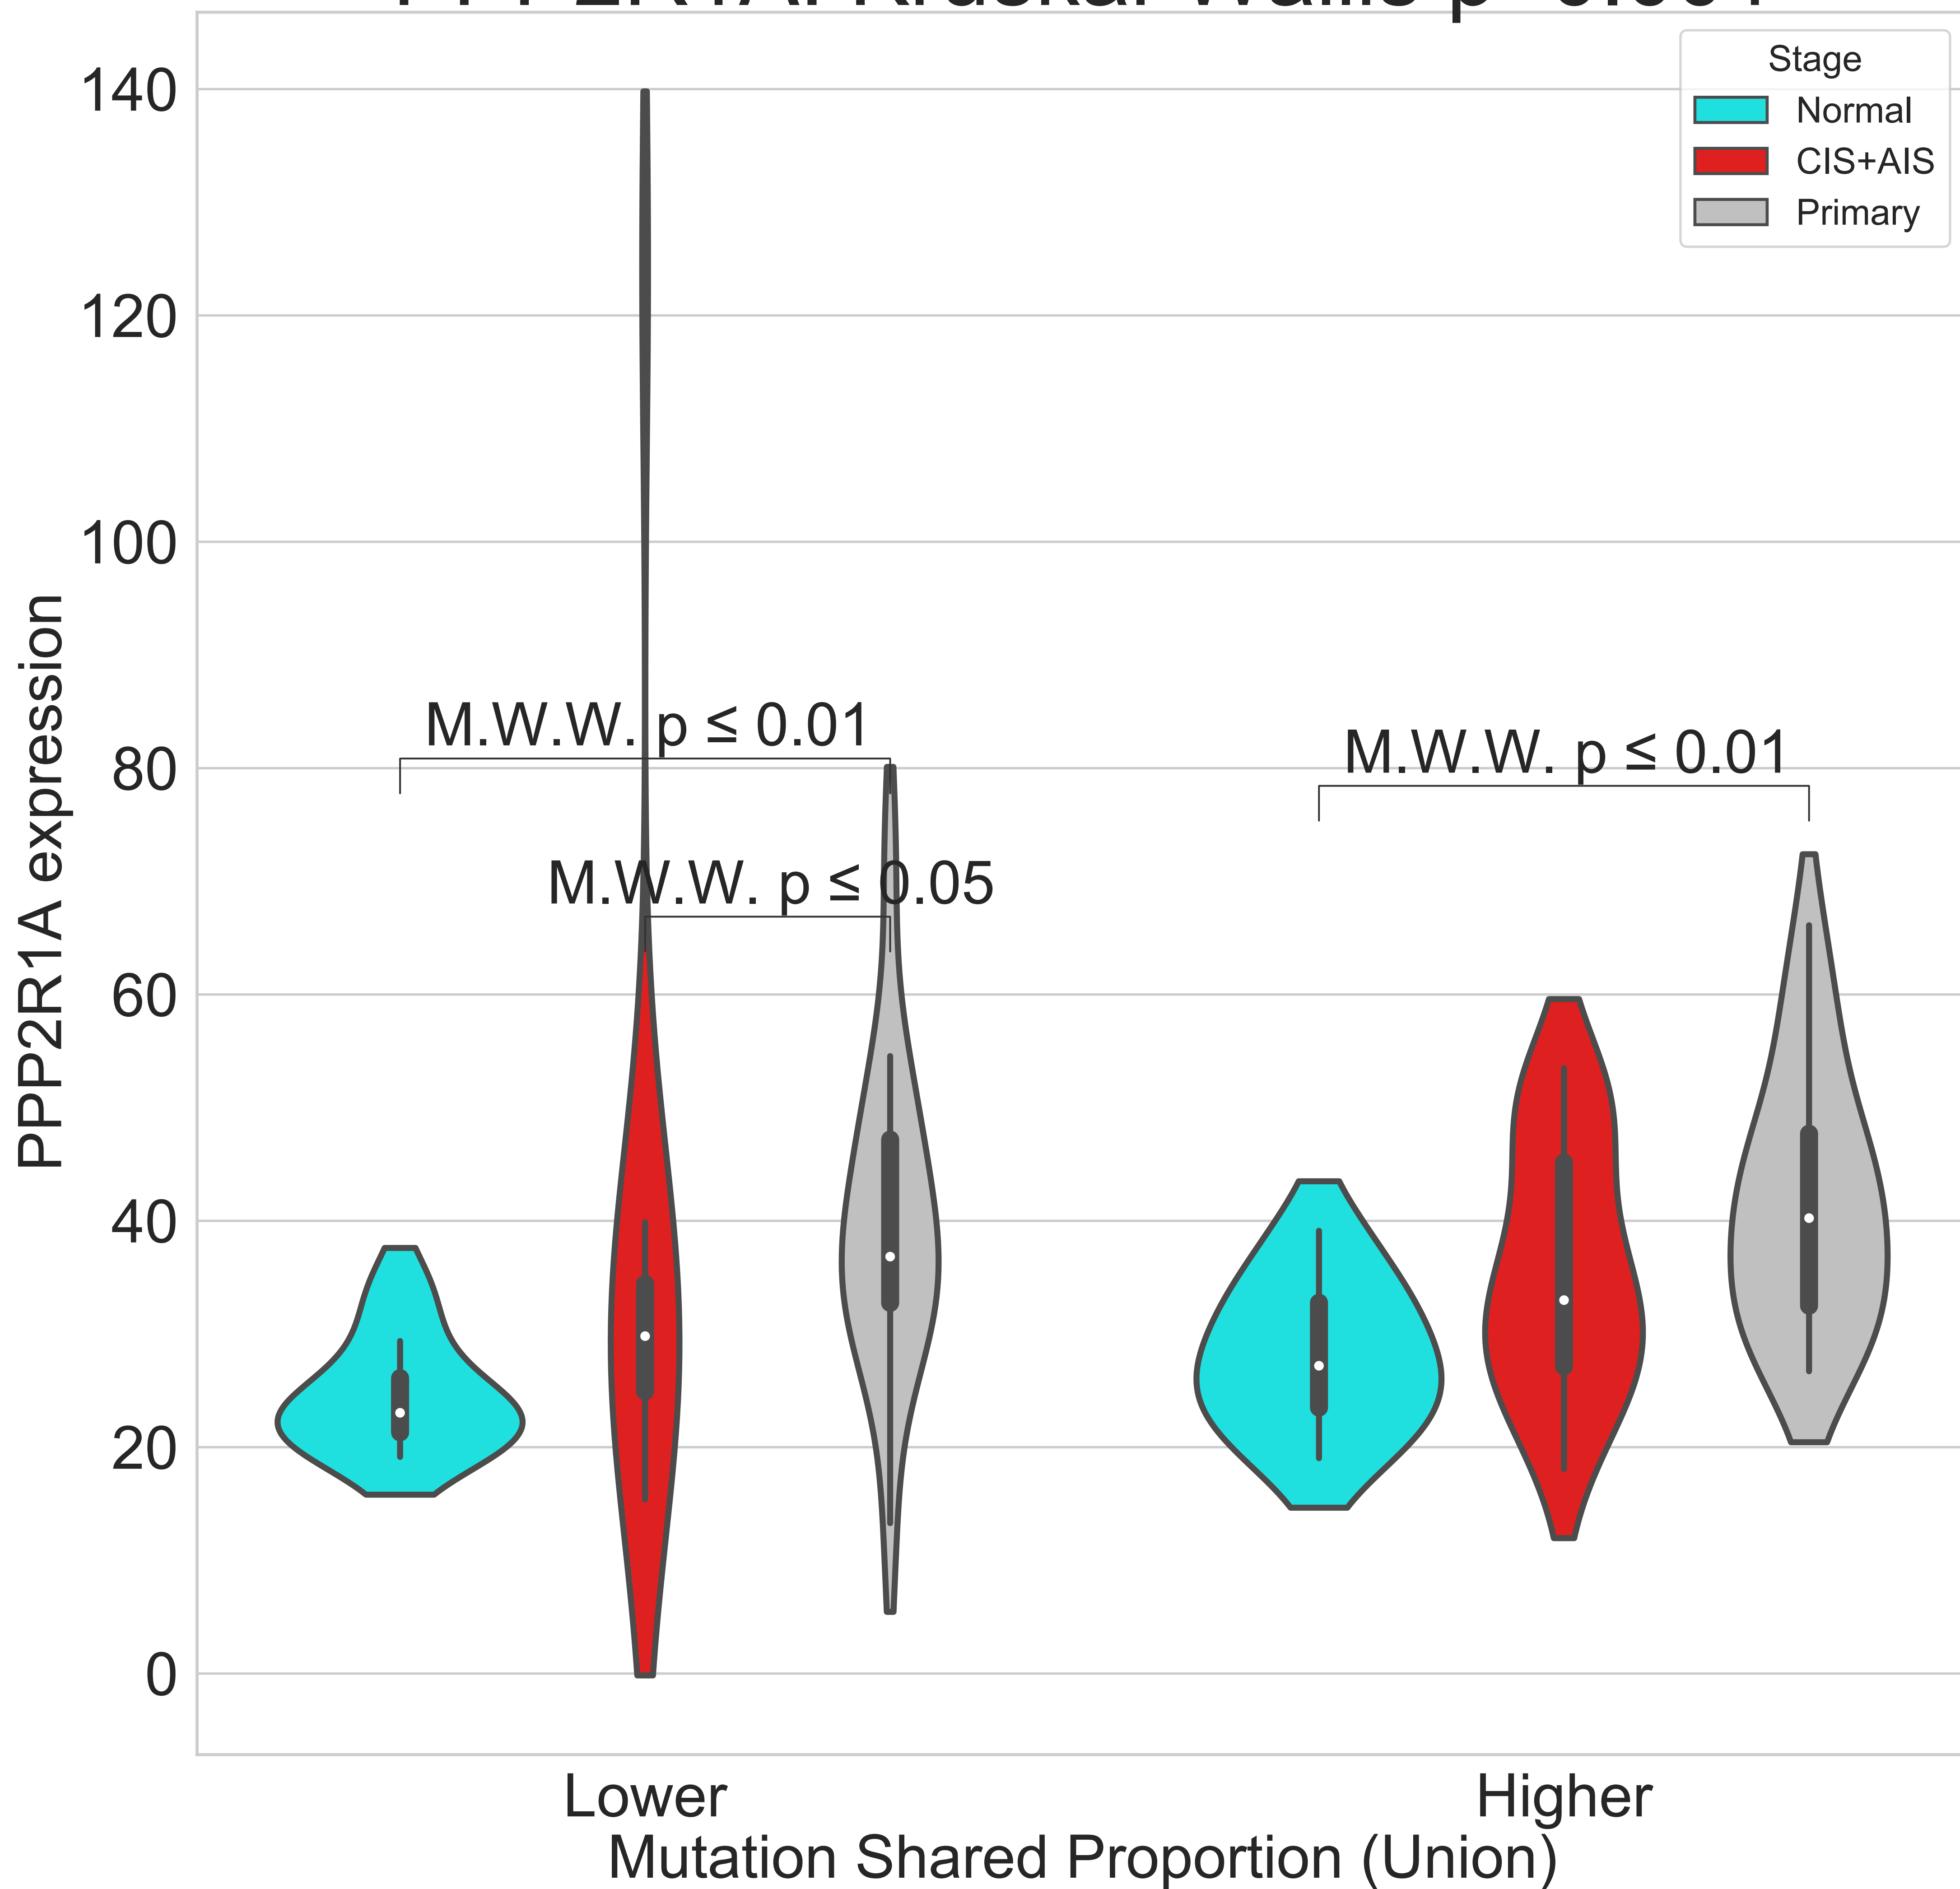 Stage
Normal
CIS+AIS
Primary
140
120
100
80
60
40
20
0
PPP2R1A expression
M.W.W. p ≤ 0.01
M.W.W. p ≤ 0.05
M.W.W. p ≤ 0.01
Lower
Higher
Mutation Shared Proportion (Union)